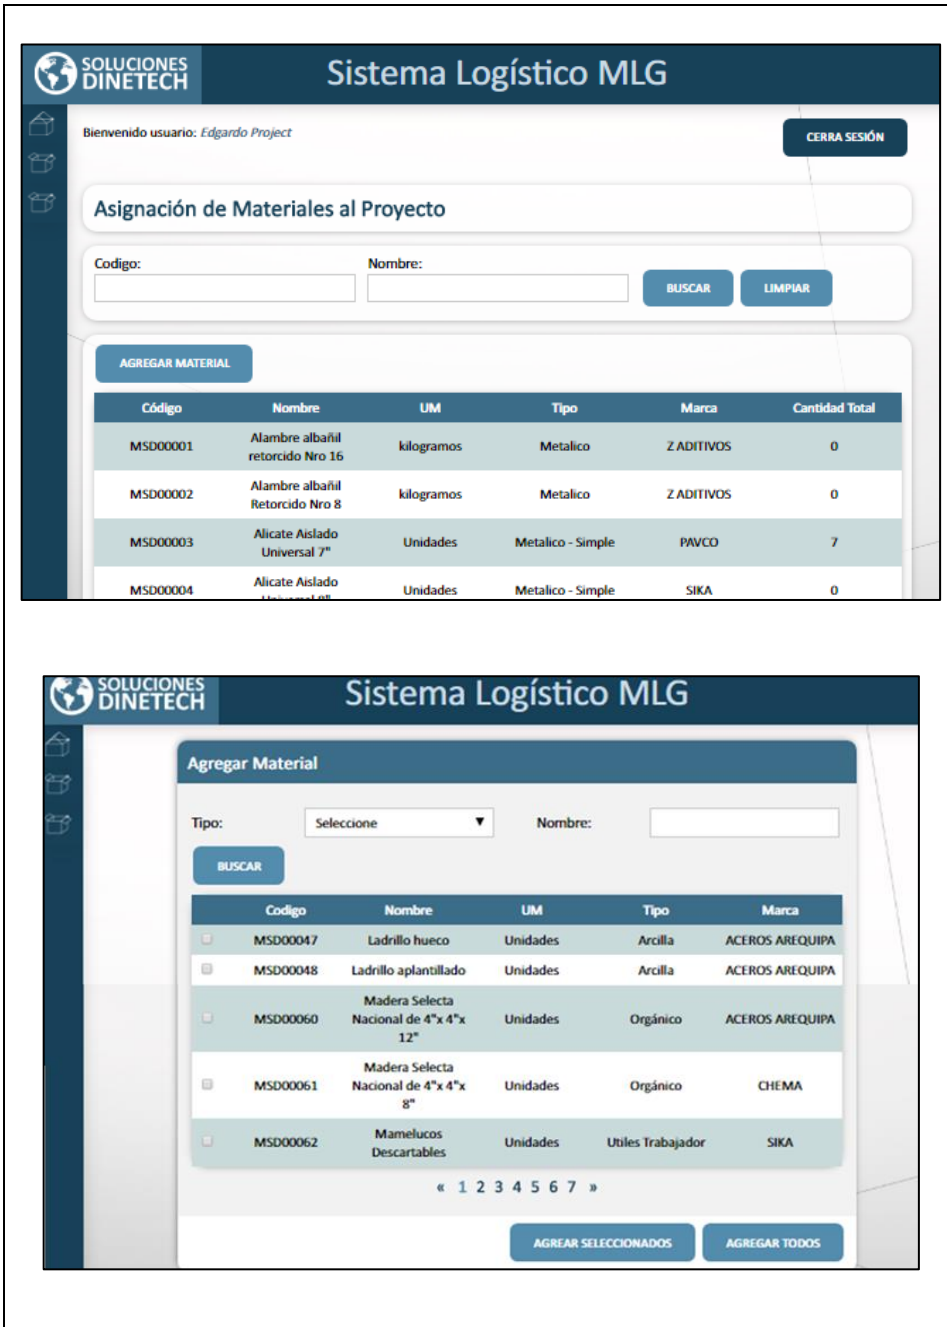 SOLUCIONES
DINETECH
Sistema Logístico MLG
Bienvenido usuario: Edgardo Project
CERRA SESIÓN
Asignación de Materiales al Proyecto
Codigo:
Nombre:
BUSCAR
LIMPIAR
AGREGAR MATERIAL
Código Nombre UM Tipo Marca Cantidad Total
MSD00001 Alambre albañil retorcido Nro 16 kilogramos Metalico Z ADITIVOS 0
MSD00002 Alambre albañil Retorcido Nro 8 kilogramos Metalico Z ADITIVOS 0
MSD00003 Alicate Aislado Universal 7" Unidades Metalico - Simple PAVCO 7
MSD00004 Alicate Aislado Universal 8" Unidades Metalico - Simple SIKA 0
SOLUCIONES
DINETECH
Sistema Logístico MLG
Agregar Material
Tipo: Seleccione ▼ Nombre:
BUSCAR
Codigo Nombre UM Tipo Marca
MSD00047 Ladrillo hueco Unidades Arcilla ACEROS AREQUIPA
MSD00048 Ladrillo aplantillado Unidades Arcilla ACEROS AREQUIPA
MSD00060 Madera Selecta Nacional de 4"x 4"x 12" Unidades Orgánico ACEROS AREQUIPA
MSD00061 Madera Selecta Nacional de 4"x 4"x 8" Unidades Orgánico CHEMA
MSD00062 Mamelucos Descartables Unidades Utiles Trabajador SIKA
« 1 2 3 4 5 6 7 »
AGREAR SELECCIONADOS
AGREGAR TODOS